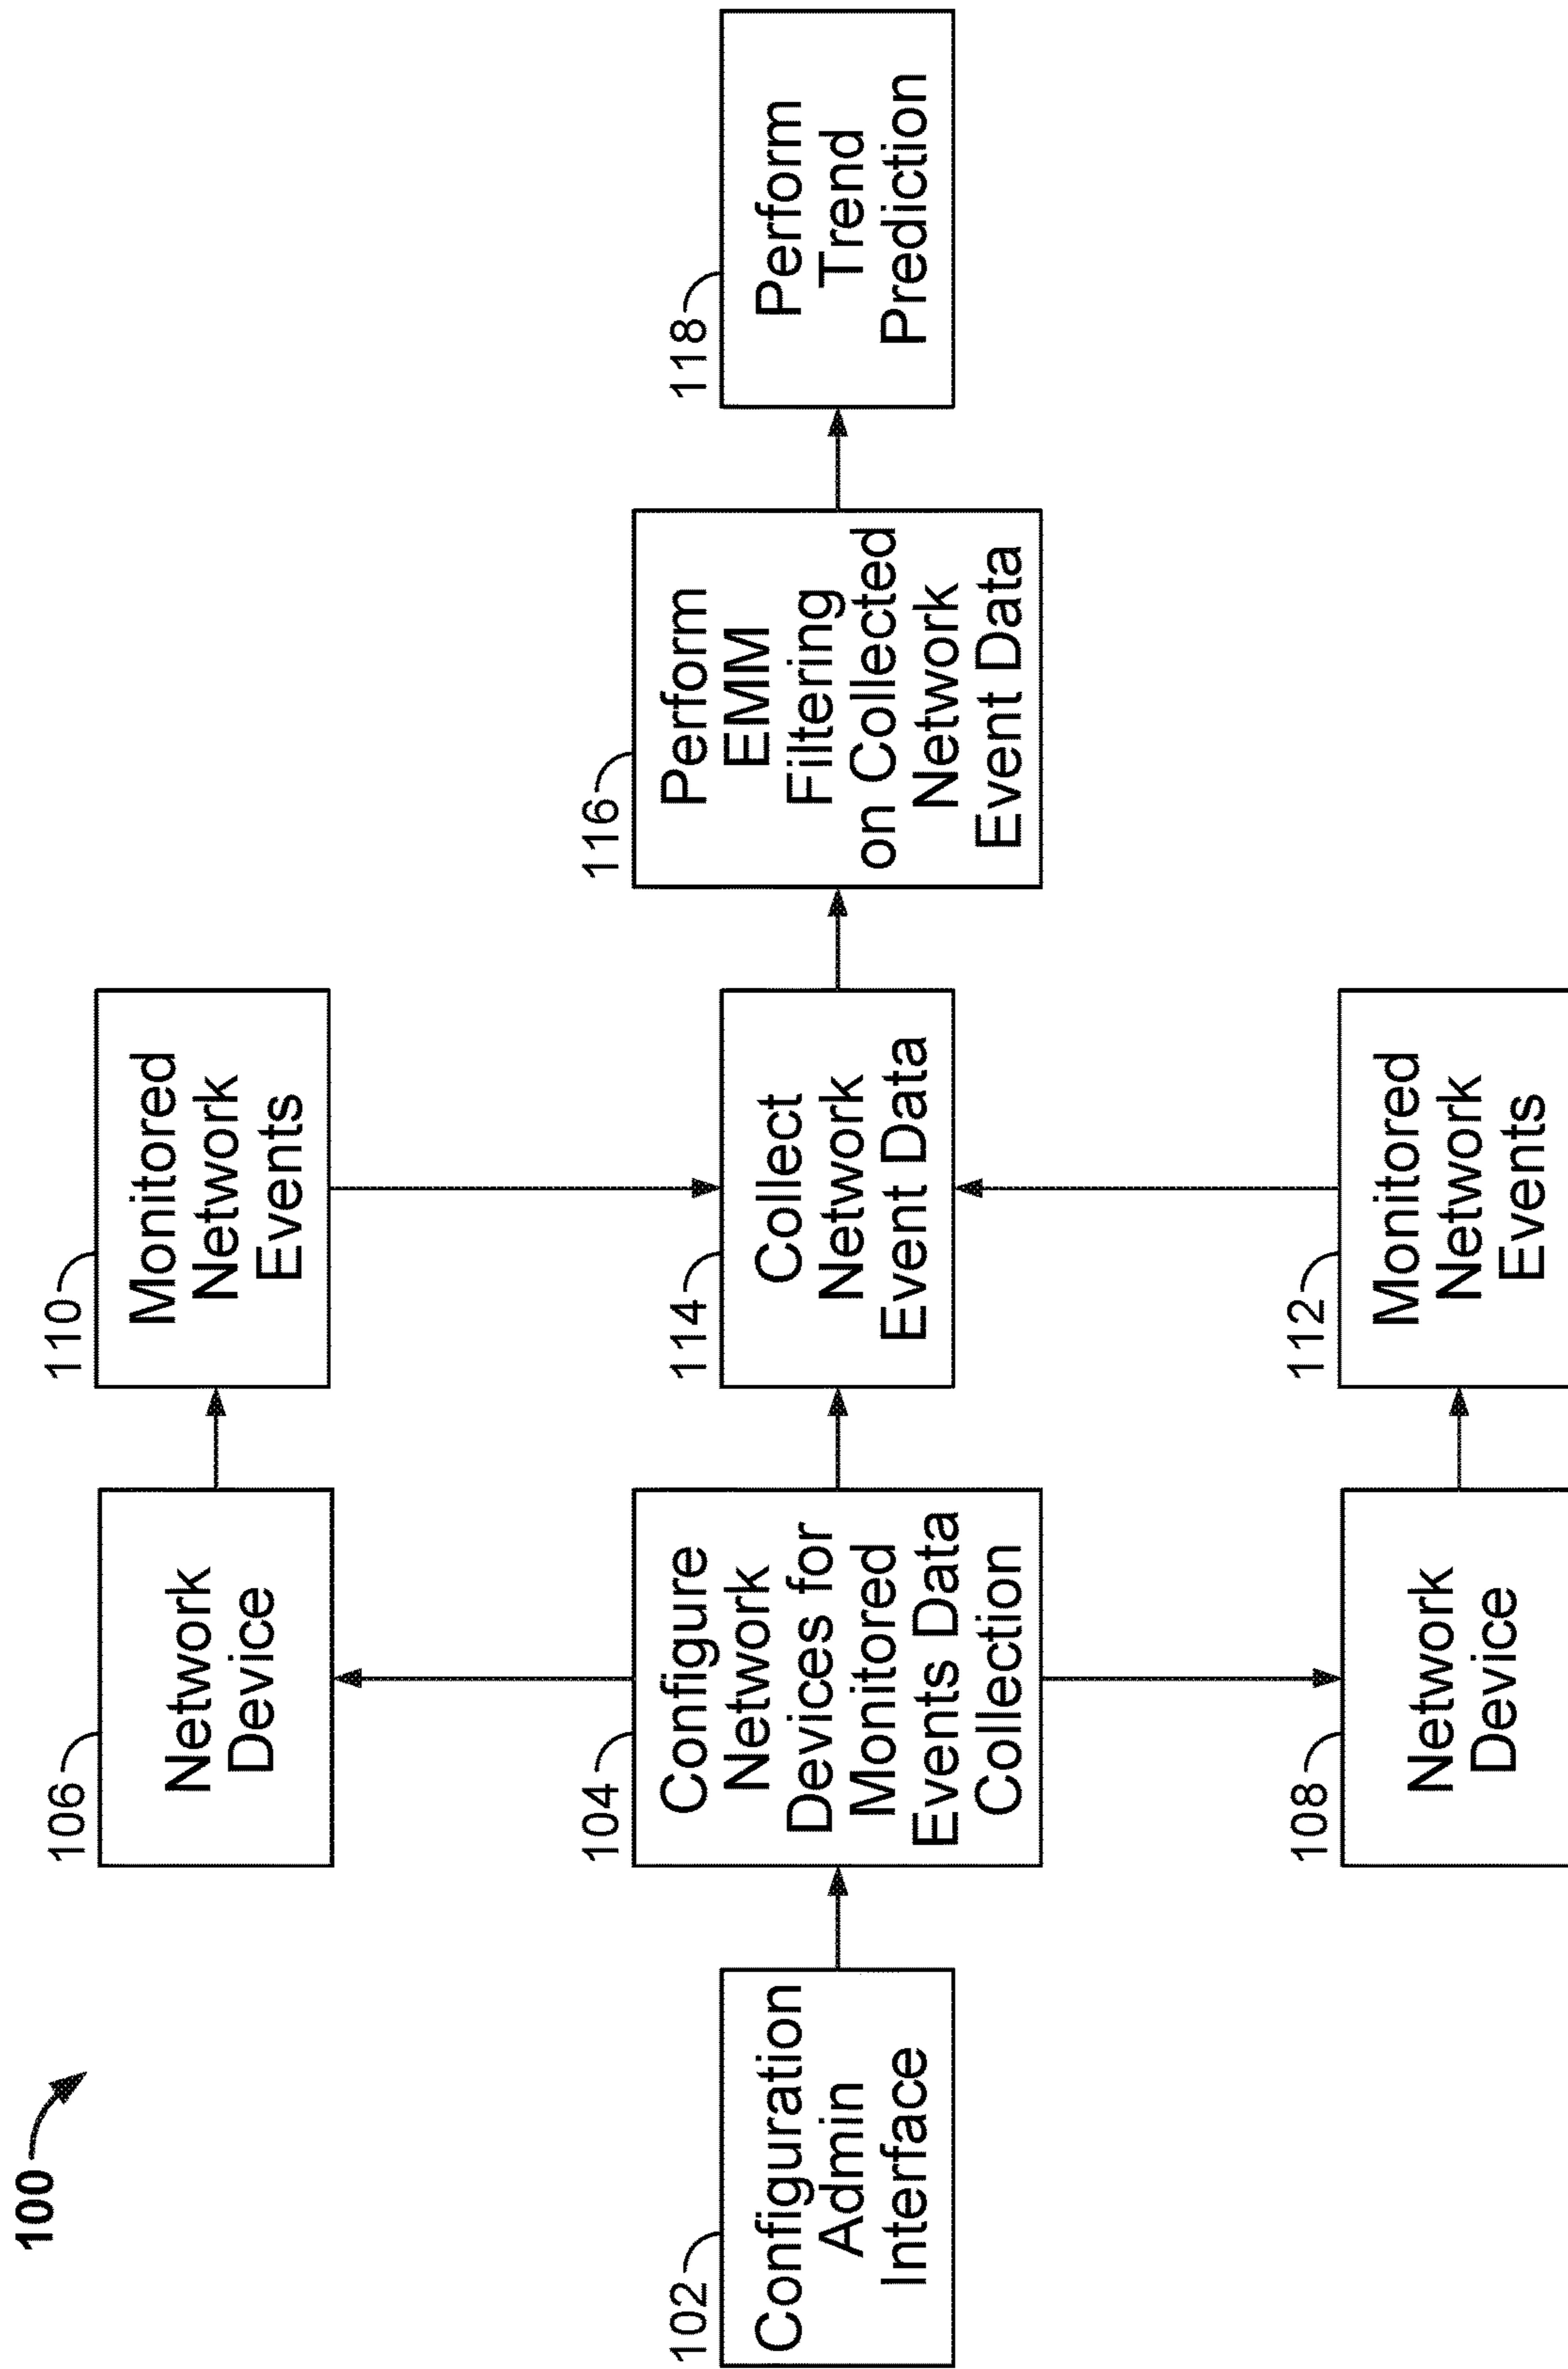 100
102
Configuration
Admin
Interface
104
Configure
Network
Devices for
Monitored
Events Data
Collection
106
Network
Device
108
Network
Device
110
Monitored
Network
Events
112
Monitored
Network
Events
114
Collect
Network
Event Data
116
Perform
EMM
Filtering
on Collected
Network
Event Data
118
Perform
Trend
Prediction